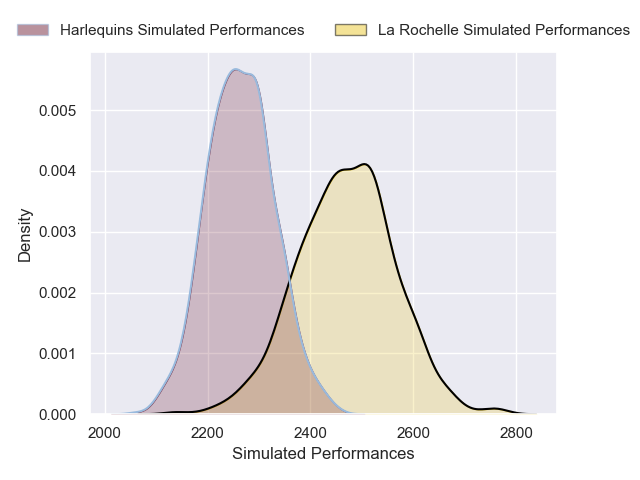 Harlequins Simulated Performances La Rochelle Simulated Performances
Density
0.005
0.004
0.003
0.002
0.001
0.000
2000 2200 2400 2600 2800
Simulated Performances